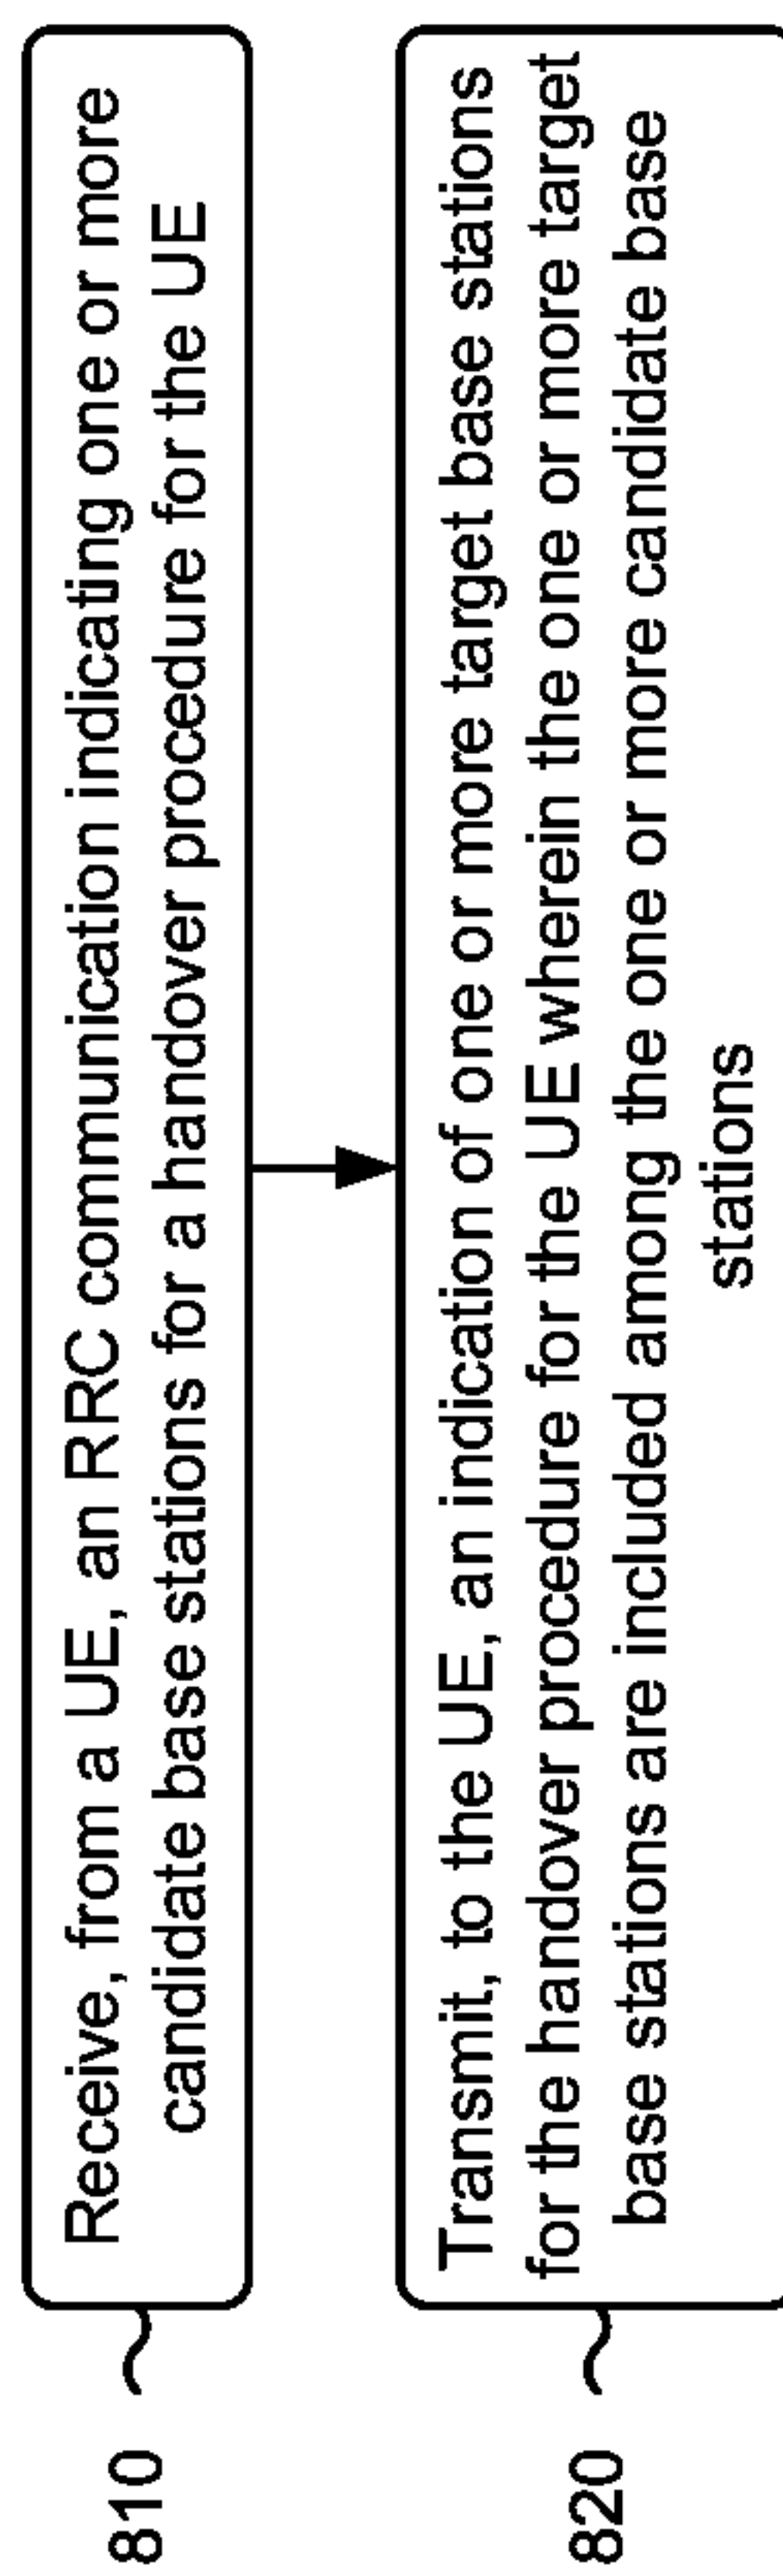 810
Receive, from a UE, an RRC communication indicating one or more
candidate base stations for a handover procedure for the UE
820
Transmit, to the UE, an indication of one or more target base stations
for the handover procedure for the UE wherein the one or more target
base stations are included among the one or more candidate base
stations